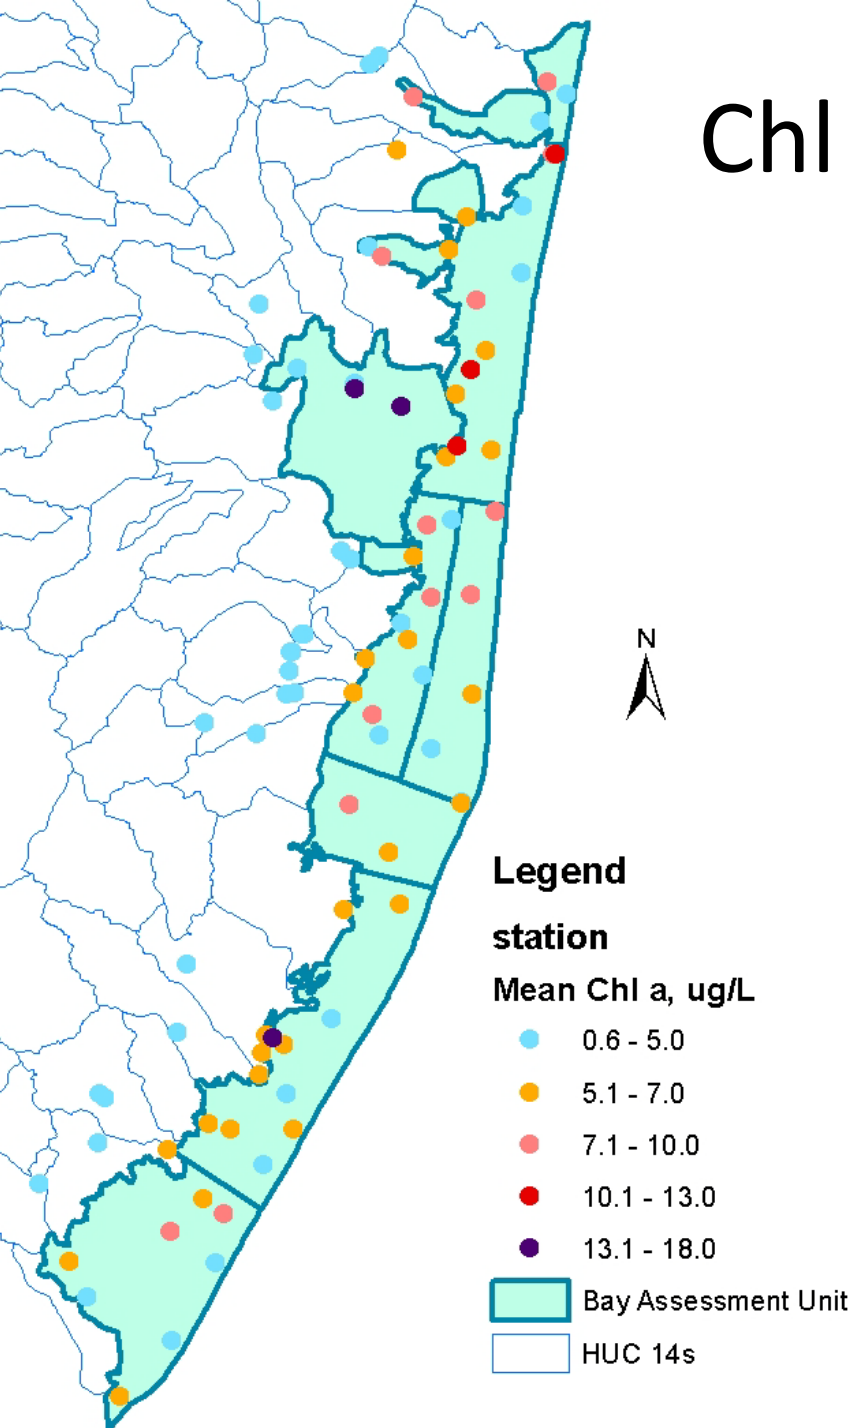 Chl
N
Legend
station
Mean Chl a, ug/L
0.6 - 5.0
5.1 - 7.0
7.1 - 10.0
10.1 - 13.0
13.1 - 18.0
Bay Assessment Unit
HUC 14s